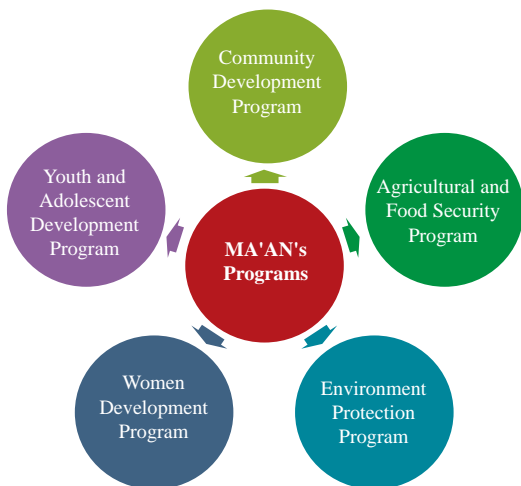 Community
Development
Program
Youth and
Adolescent
Development
Program
Agricultural and
Food Security
Program
MA'AN's
Programs
Women
Development
Program
Environment
Protection
Program